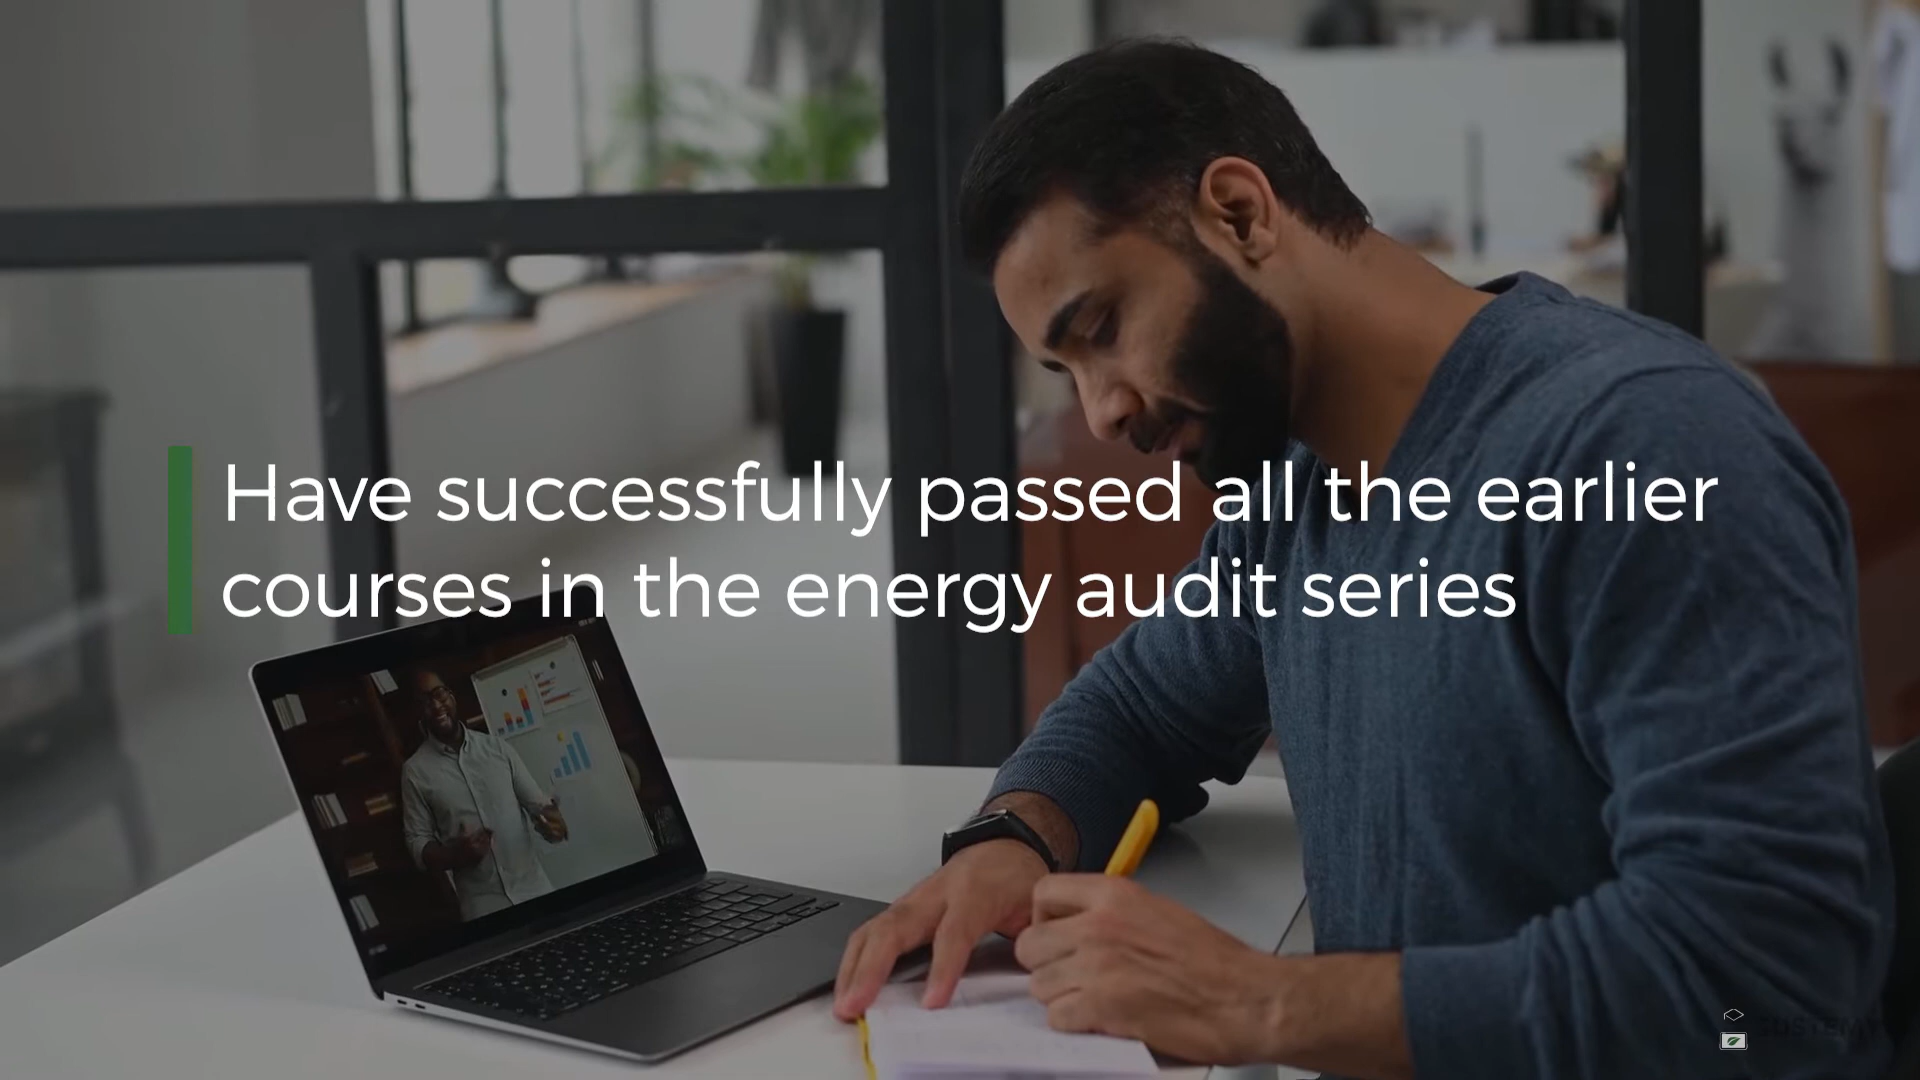 Have successfully passed all the earlier
courses in the energy audit series